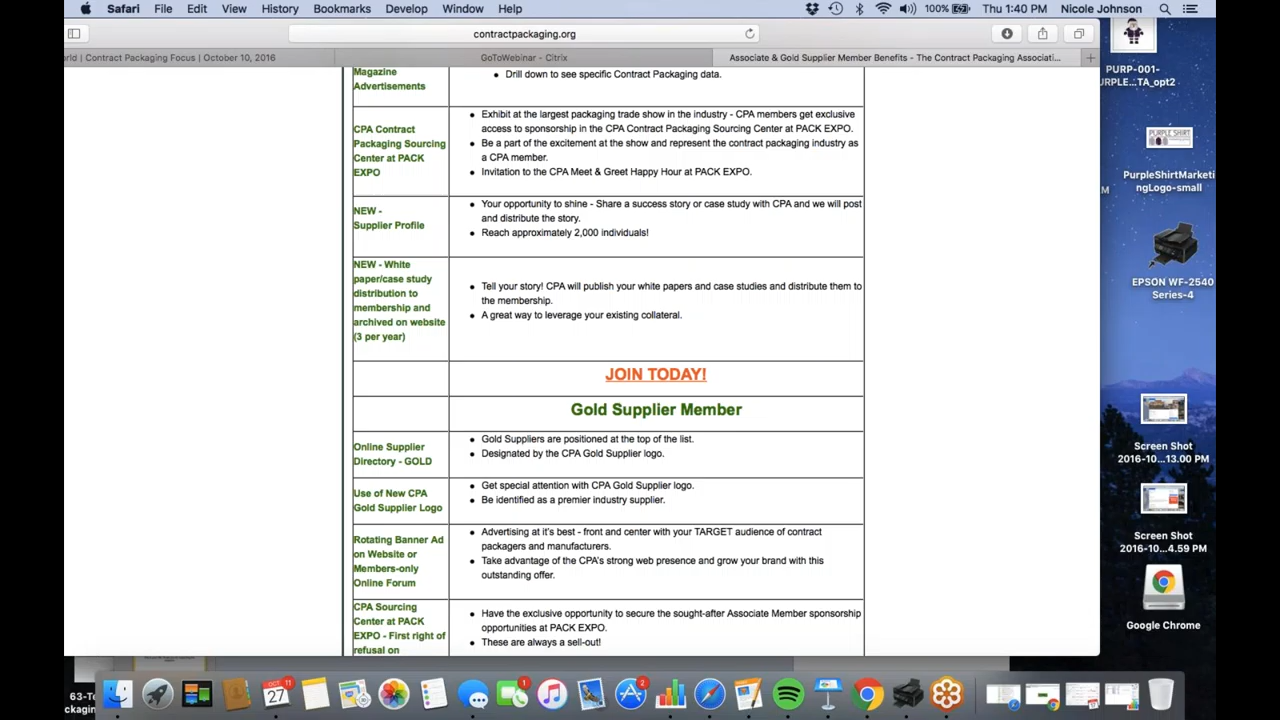 Safari File Edit View History Bookmarks Develop Window Help 100% Thu 1:40 PM Nicole Johnson
contractpackaging.org
rld | Contract Packaging Focus | October 10, 2016 GoToWebinar - Citrix Associate & Gold Supplier Member Benefits - The Contract Packaging Associati...
Magazine
Advertisements
Drill down to see specific Contract Packaging data.
CPA Contract
Packaging Sourcing
Center at PACK
EXPO
Exhibit at the largest packaging trade show in the industry - CPA members get exclusive
access to sponsorship in the CPA Contract Packaging Sourcing Center at PACK EXPO.
Be a part of the excitement at the show and represent the contract packaging industry as
a CPA member.
Invitation to the CPA Meet & Greet Happy Hour at PACK EXPO.
NEW -
Supplier Profile
Your opportunity to shine - Share a success story or case study with CPA and we will post
and distribute the story.
Reach approximately 2,000 individuals!
NEW - White
paper/case study
distribution to
membership and
archived on website
(3 per year)
Tell your story! CPA will publish your white papers and case studies and distribute them to
the membership.
A great way to leverage your existing collateral.
JOIN TODAY!
Gold Supplier Member
Online Supplier
Directory - GOLD
Gold Suppliers are positioned at the top of the list.
Designated by the CPA Gold Supplier logo.
Use of New CPA
Gold Supplier Logo
Get special attention with CPA Gold Supplier logo.
Be identified as a premier industry supplier.
Rotating Banner Ad
on Website or
Members-only
Online Forum
Advertising at it's best - front and center with your TARGET audience of contract
packagers and manufacturers.
Take advantage of the CPA's strong web presence and grow your brand with this
outstanding offer.
CPA Sourcing
Center at PACK
EXPO - First right of
refusal on
Have the exclusive opportunity to secure the sought-after Associate Member sponsorship
opportunities at PACK EXPO.
These are always a sell-out!
PURP-001-
URPLE...TA_opt2
PURPLE SHIRT
PurpleShirtMarketi
ngLogo-small
EPSON WF-2540
Series-4
Screen Shot
2016-10...13.00 PM
Screen Shot
2016-10...4.59 PM
Google Chrome
63-To
ckaging
OCT
27
11
1
2